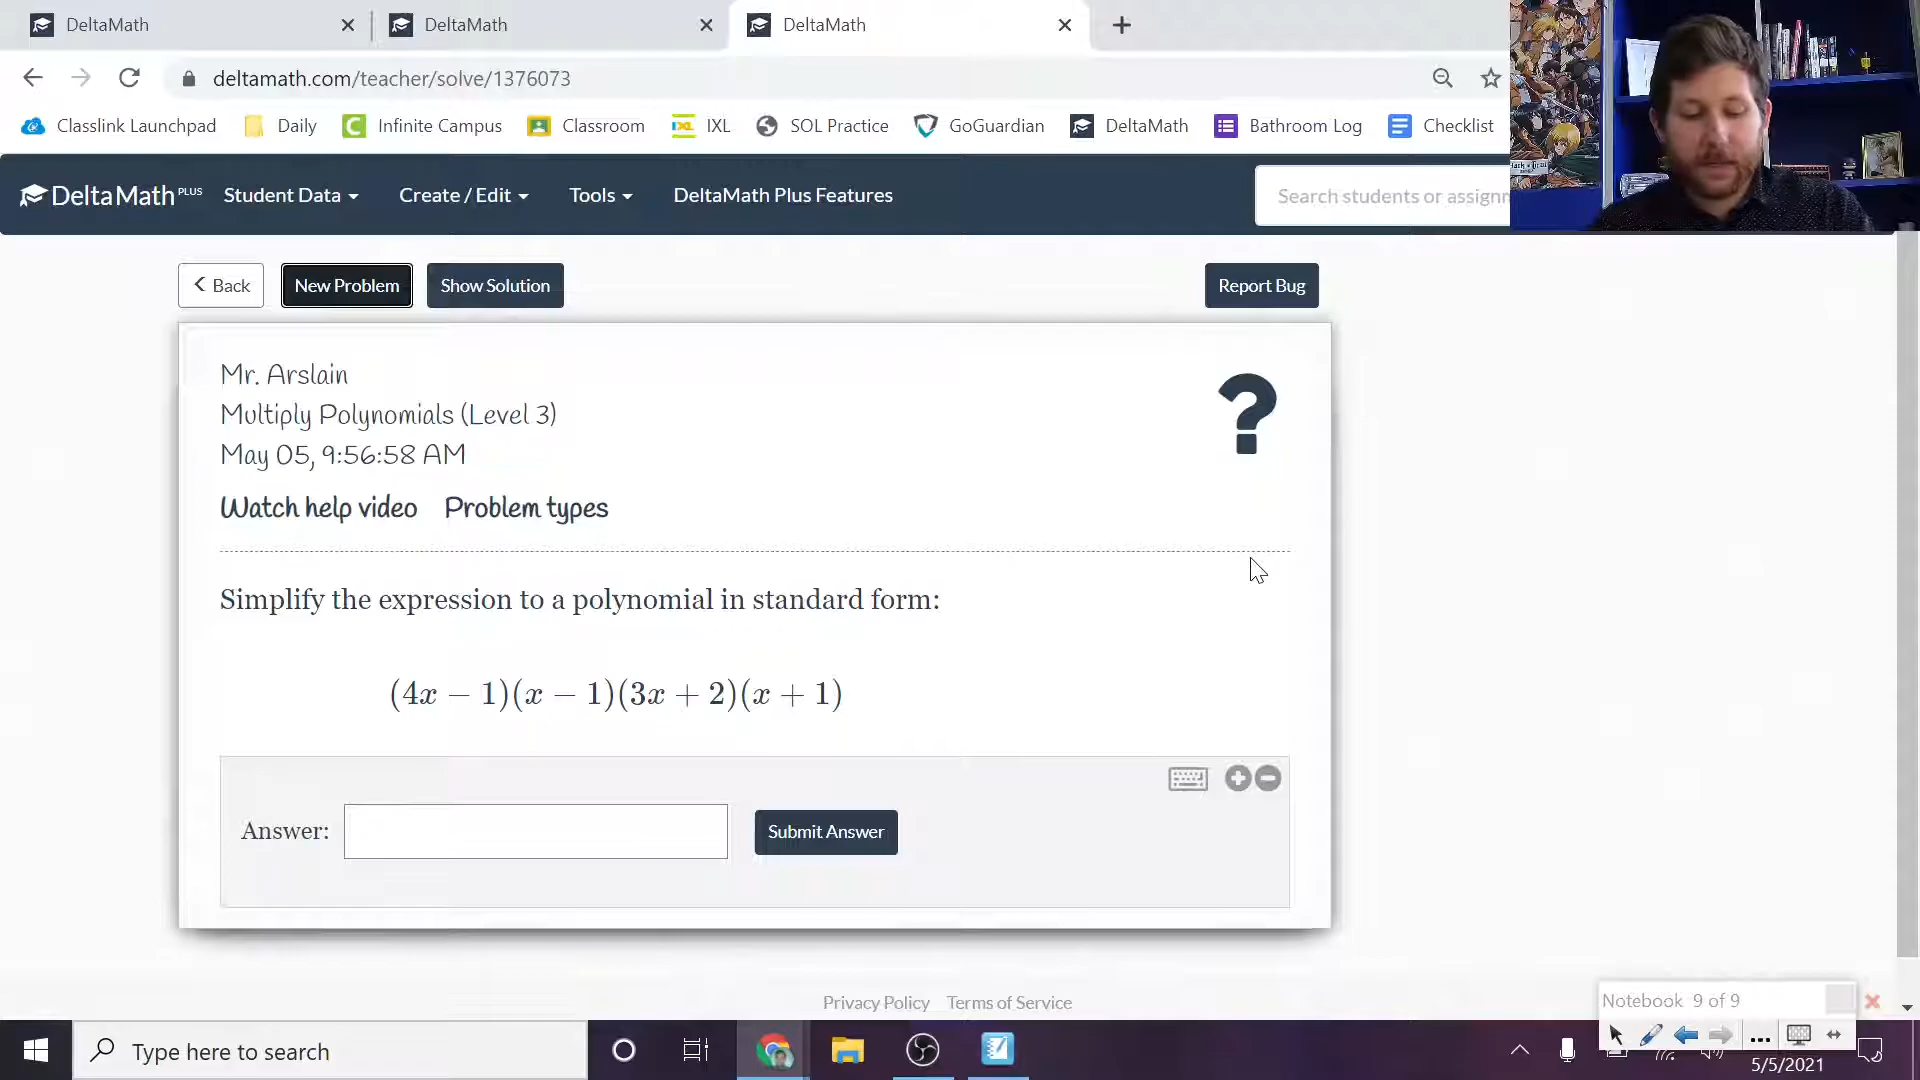 DeltaMath
DeltaMath
DeltaMath
deltamath.com/teacher/solve/1376073
Classlink Launchpad
Daily
Infinite Campus
Classroom
IXL
SOL Practice
GoGuardian
DeltaMath
Bathroom Log
Checklist
DeltaMath PLUS
Student Data
Create / Edit
Tools
DeltaMath Plus Features
Search students or assignm
Back
New Problem
Show Solution
Report Bug
Mr. Arslain
Multiply Polynomials (Level 3)
May 05, 9:56:58 AM
Watch help video Problem types
Simplify the expression to a polynomial in standard form:
(4x − 1)(x − 1)(3x + 2)(x + 1)
Answer:
Submit Answer
Privacy Policy Terms of Service
Notebook 9 of 9
Type here to search
5/5/2021